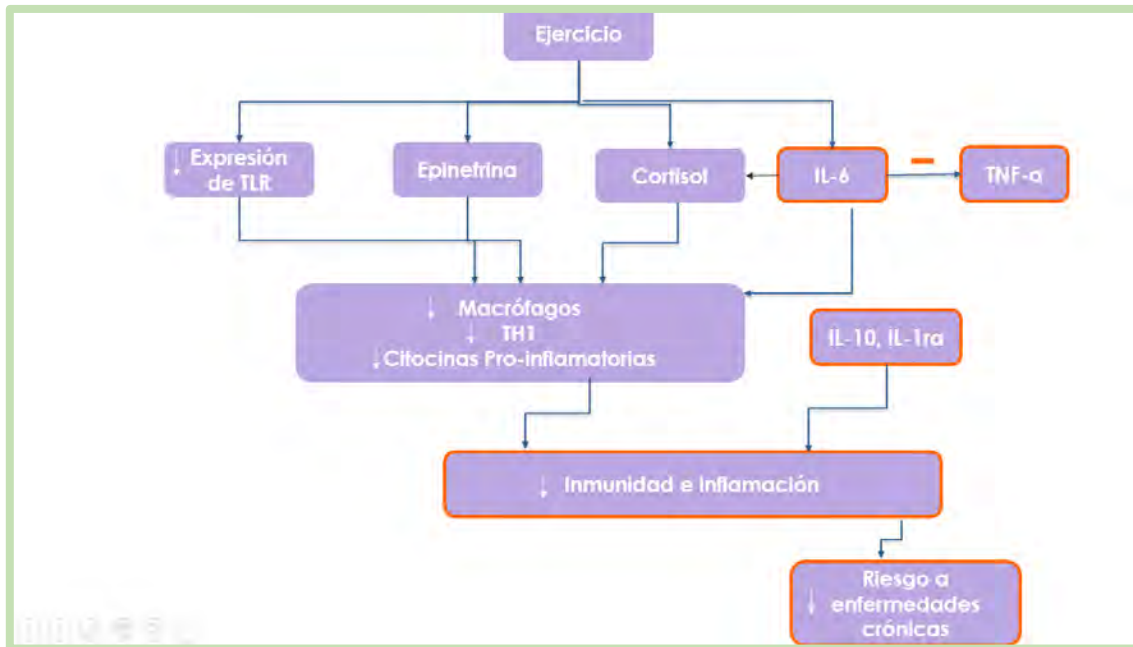 Ejercicio
↓ Expresión
de TLR
Epinefrina
Cortisol
IL-6
−
TNF-α
↓ Macrófagos
↓ TH1
↓Citocinas Pro-inflamatorias
IL-10, IL-1ra
↓ Inmunidad e Inflamación
Riesgo a
↓ enfermedades
crónicas